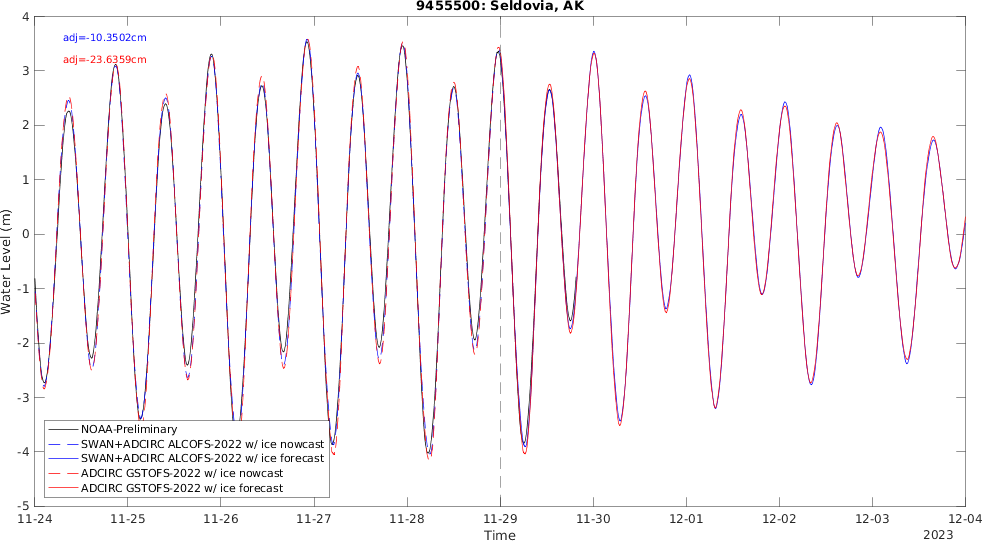 9455500: Seldovia, AK
adj=-10.3502cm
adj=-23.6359cm
4
3
2
1
0
-1
-2
-3
-4
-5
Water Level (m)
NOAA-Preliminary
SWAN+ADCIRC ALCOFS-2022 w/ ice nowcast
SWAN+ADCIRC ALCOFS-2022 w/ ice forecast
ADCIRC GSTOFS-2022 w/ ice nowcast
ADCIRC GSTOFS-2022 w/ ice forecast
11-24 11-25 11-26 11-27 11-28 11-29 11-30 12-01 12-02 12-03 12-04
Time
2023